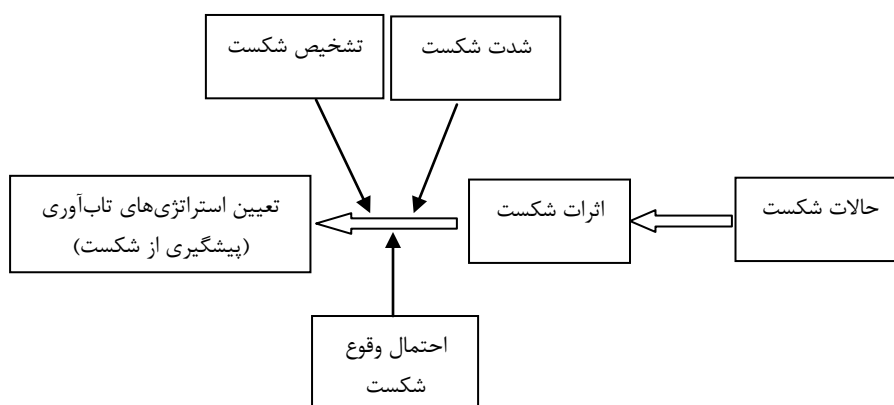 شدت شکست
تشخیص شکست
حالات شکست
اثرات شکست
تعیین استراتژی‌های تاب‌آوری
(پیشگیری از شکست)
احتمال وقوع
شکست